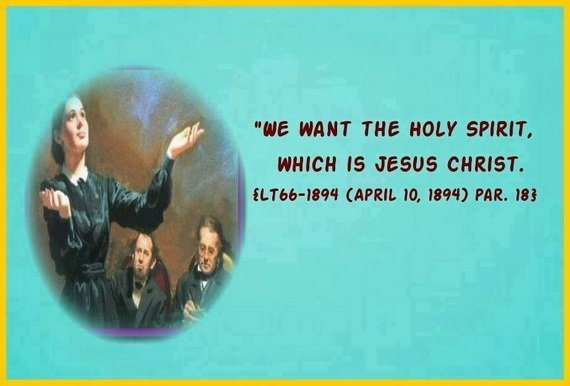 "WE WANT THE HOLY SPIRIT,
WHICH IS JESUS CHRIST.
{LT66-1894 (APRIL 10, 1894) PAR. 18}